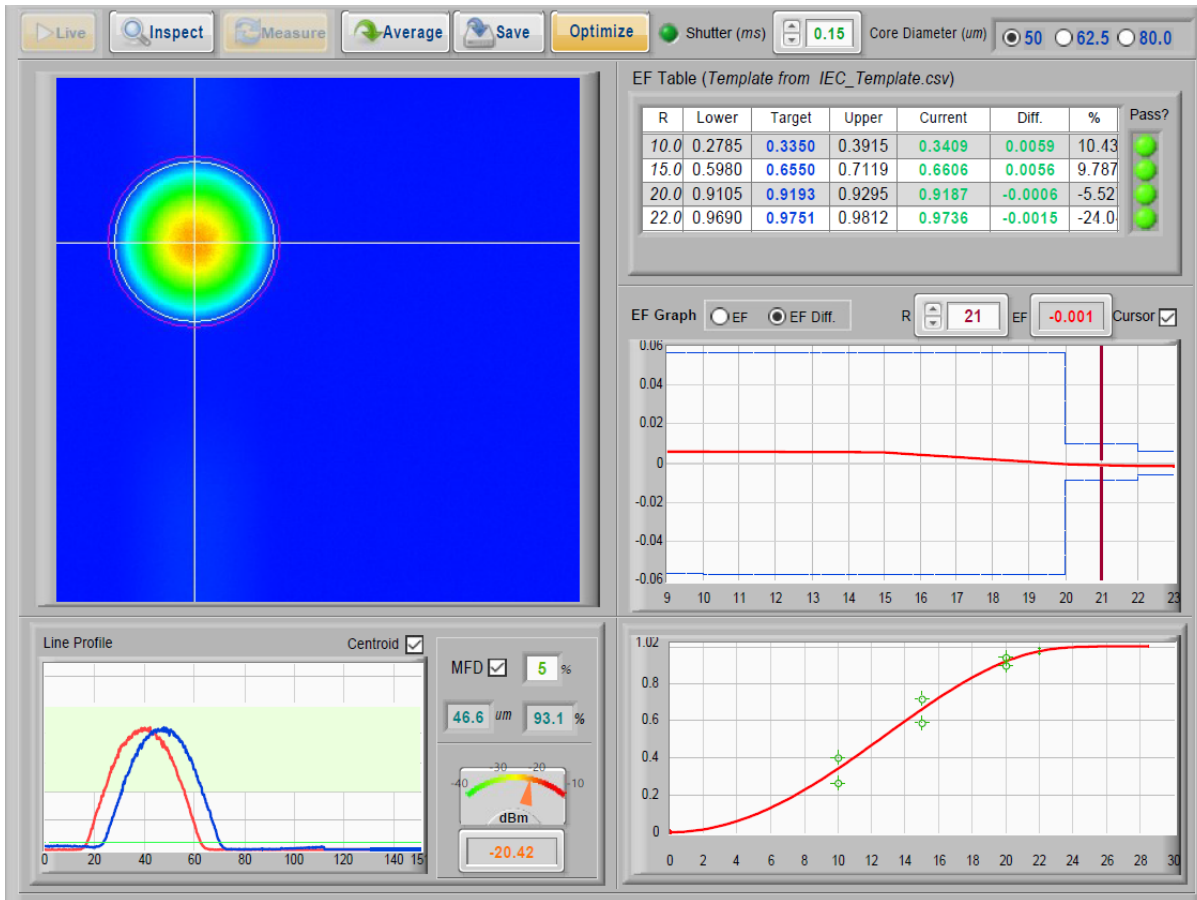 Live Inspect Measure Average Save Optimize Shutter (ms) 0.15 Core Diameter (um) 50 62.5 80.0
EF Table (Template from IEC_Template.csv)
R Lower Target Upper Current Diff. % Pass?
10.0 0.2785 0.3350 0.3915 0.3409 0.0059 10.43
15.0 0.5980 0.6550 0.7119 0.6606 0.0056 9.787
20.0 0.9105 0.9193 0.9295 0.9187 -0.0006 -5.52
22.0 0.9690 0.9751 0.9812 0.9736 -0.0015 -24.0
EF Graph EF EF Diff. R 21 EF -0.001 Cursor
0.06
0.04
0.02
0
-0.02
-0.04
-0.06
9 10 11 12 13 14 15 16 17 18 19 20 21 22 23
Line Profile Centroid
0 20 40 60 80 100 120 140 15
MFD 5 %
46.6 um 93.1 %
-40 -30 -20 -10
dBm
-20.42
1.02
0.8
0.6
0.4
0.2
0
0 2 4 6 8 10 12 14 16 18 20 22 24 26 28 30